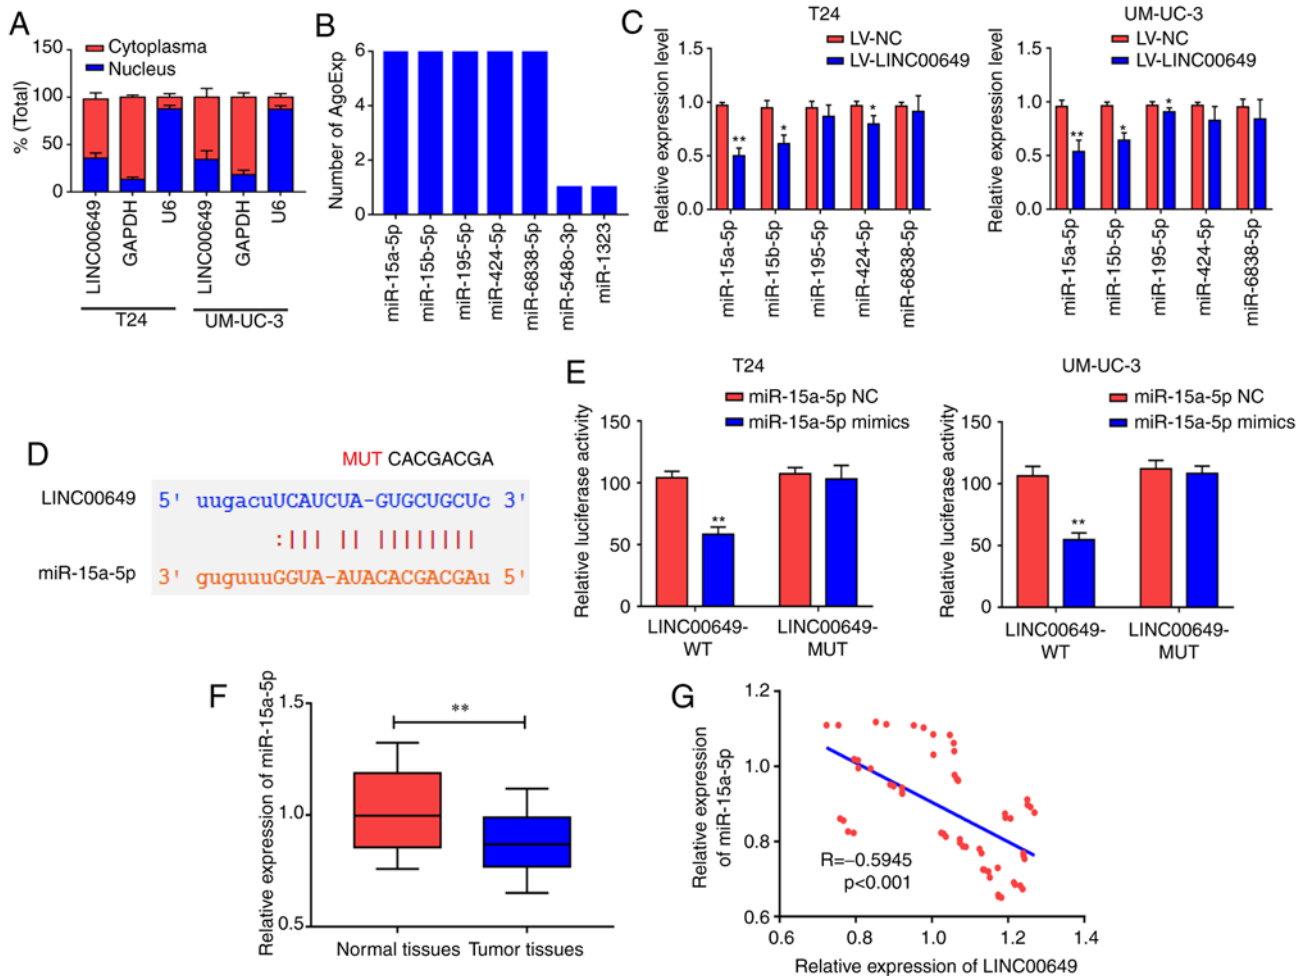 A
150
100
50
0
% (Total)
Cytoplasma
Nucleus
LINC00649
GAPDH
U6
LINC00649
GAPDH
U6
T24
UM-UC-3
B
6
4
2
0
Number of AgoExp
miR-15a-5p
miR-15b-5p
miR-195-5p
miR-424-5p
miR-6838-5p
miR-548o-3p
miR-1323
C
T24
LV-NC
LV-LINC00649
Relative expression level
1.5
1.0
0.5
0.0
**
*
*
miR-15a-5p
miR-15b-5p
miR-195-5p
miR-424-5p
miR-6838-5p
UM-UC-3
LV-NC
LV-LINC00649
Relative expression level
1.5
1.0
0.5
0.0
**
*
*
miR-15a-5p
miR-15b-5p
miR-195-5p
miR-424-5p
miR-6838-5p
D
MUT CACGACGA
LINC00649 5' uugacuUCAUCUA-GUGCUGCUc 3'
:||| || ||||||||
miR-15a-5p 3' guguuuGGUA-AUACACGACGAu 5'
E
T24
miR-15a-5p NC
miR-15a-5p mimics
Relative luciferase activity
150
100
50
0
**
LINC00649-
WT
LINC00649-
MUT
UM-UC-3
miR-15a-5p NC
miR-15a-5p mimics
Relative luciferase activity
150
100
50
0
**
LINC00649-
WT
LINC00649-
MUT
F
Relative expression of miR-15a-5p
1.5
1.0
0.5
**
Normal tissues
Tumor tissues
G
Relative expression
of miR-15a-5p
1.2
1.0
0.8
0.6
R=−0.5945
p<0.001
0.6
0.8
1.0
1.2
1.4
Relative expression of LINC00649